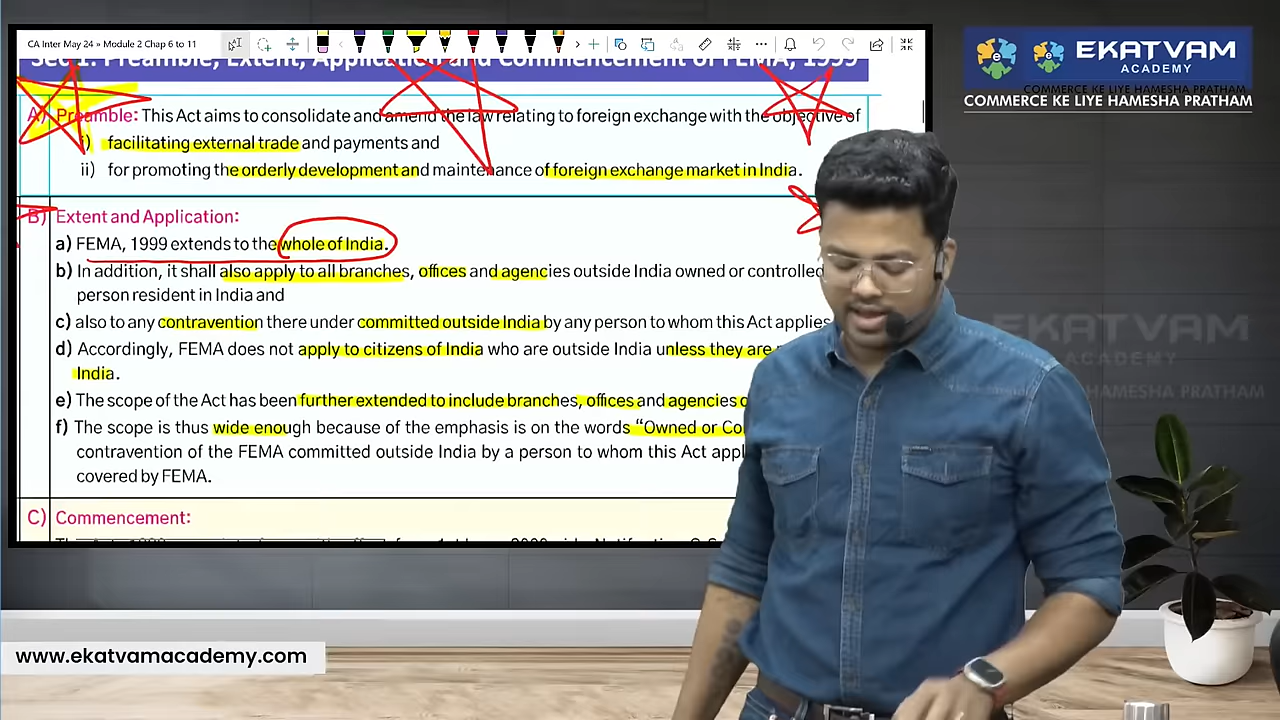 CA Inter May 24 » Module 2 Chap 6 to 11
Sec 1: Preamble, Extent, Application and Commencement of FEMA, 1999
A) Preamble: This Act aims to consolidate and amend the law relating to foreign exchange with the objective of
i) facilitating external trade and payments and
ii) for promoting the orderly development and maintenance of foreign exchange market in India.
B) Extent and Application:
a) FEMA, 1999 extends to the whole of India.
b) In addition, it shall also apply to all branches, offices and agencies outside India owned or controlled
person resident in India and
c) also to any contravention there under committed outside India by any person to whom this Act applies
d) Accordingly, FEMA does not apply to citizens of India who are outside India unless they are
India.
e) The scope of the Act has been further extended to include branches, offices and agencies
f) The scope is thus wide enough because of the emphasis is on the words “Owned or Co
contravention of the FEMA committed outside India by a person to whom this Act appl
covered by FEMA.
C) Commencement:
EKATVAM
ACADEMY
COMMERCE KE LIYE HAMESHA PRATHAM
COMMERCE KE LIYE HAMESHA PRATHAM
EKATVAM
ACADEMY
HAMESHA PRATHAM
www.ekatvamacademy.com